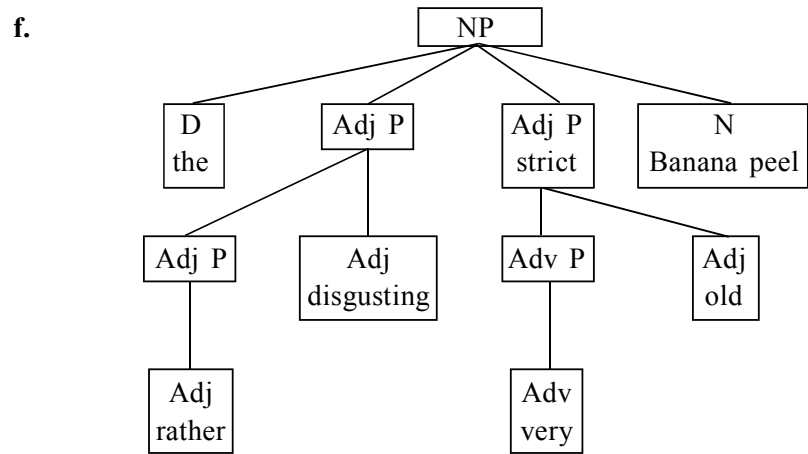 f.
NP
D
the
Adj P
Adj P
strict
N
Banana peel
Adj P
Adj
disgusting
Adv P
Adj
old
Adj
rather
Adv
very